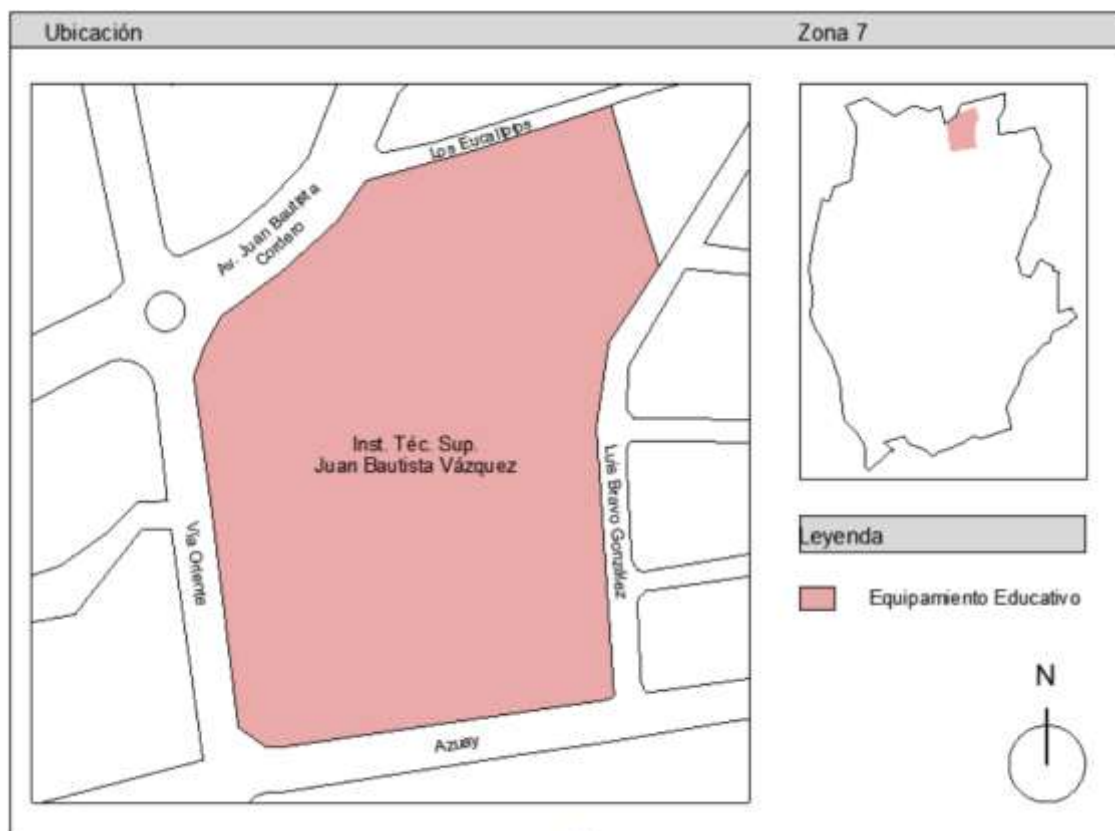 Ubicación
Zona 7
Los Eucaliptos
Av. Juan Bautista
Cordero
Inst. Téc. Sup.
Juan Bautista Vázquez
Vía Oriente
Luis Bravo González
Azuay
Leyenda
Equipamiento Educativo
N